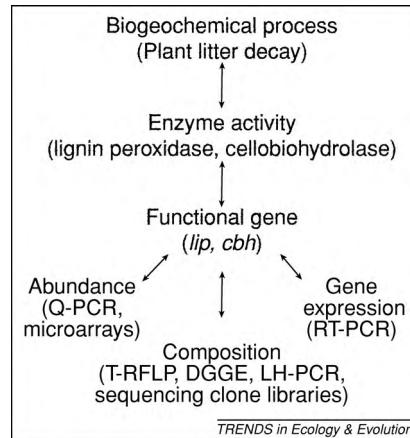 Biogeochemical process
(Plant litter decay)
Enzyme activity
(lignin peroxidase, cellobiohydrolase)
Functional gene
(lip, cbh)
Abundance
(Q-PCR,
microarrays)
Gene
expression
(RT-PCR)
Composition
(T-RFLP, DGGE, LH-PCR,
sequencing clone libraries)
TRENDS in Ecology & Evolution